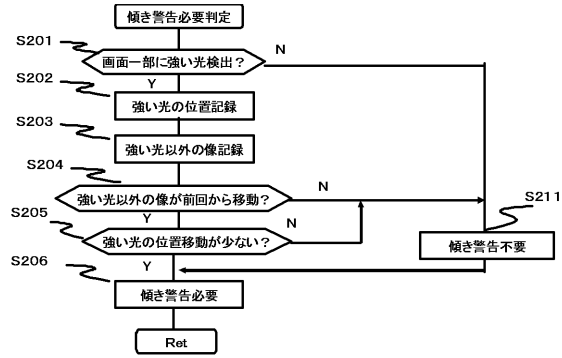 傾き警告必要判定
S201
画面一部に強い光検出？
N
Y
S202
強い光の位置記録
S203
強い光以外の像記録
S204
強い光以外の像が前回から移動？
N
Y
S205
強い光の位置移動が少ない？
N
Y
S211
傾き警告不要
S206
傾き警告必要
Ret